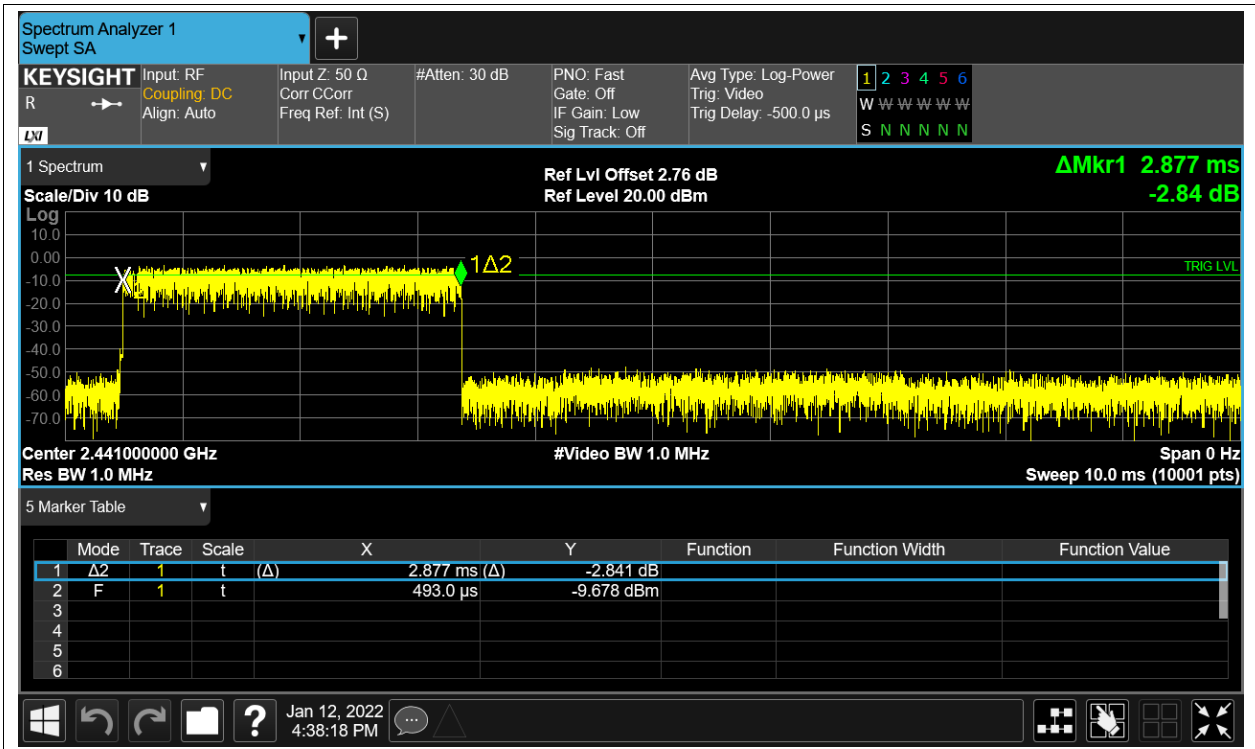 Spectrum Analyzer 1
Swept SA
KEYSIGHT
R
LXI
Input: RF
Coupling: DC
Align: Auto
Input Z: 50 Ω
Corr CCorr
Freq Ref: Int (S)
#Atten: 30 dB
PNO: Fast
Gate: Off
IF Gain: Low
Sig Track: Off
Avg Type: Log-Power
Trig: Video
Trig Delay: -500.0 µs
1 2 3 4 5 6
W W W W W W
S N N N N N
1 Spectrum
Scale/Div 10 dB
Ref Lvl Offset 2.76 dB
Ref Level 20.00 dBm
ΔMkr1 2.877 ms
-2.84 dB
Log
10.0
0.00
-10.0
-20.0
-30.0
-40.0
-50.0
-60.0
-70.0
1Δ2
TRIG LVL
Center 2.441000000 GHz
#Video BW 1.0 MHz
Span 0 Hz
Res BW 1.0 MHz
Sweep 10.0 ms (10001 pts)
5 Marker Table
Mode Trace Scale X Y Function Function Width Function Value
1 Δ2 1 t (Δ) 2.877 ms (Δ) -2.841 dB
2 F 1 t 493.0 µs -9.678 dBm
3
4
5
6
?
Jan 12, 2022
4:38:18 PM